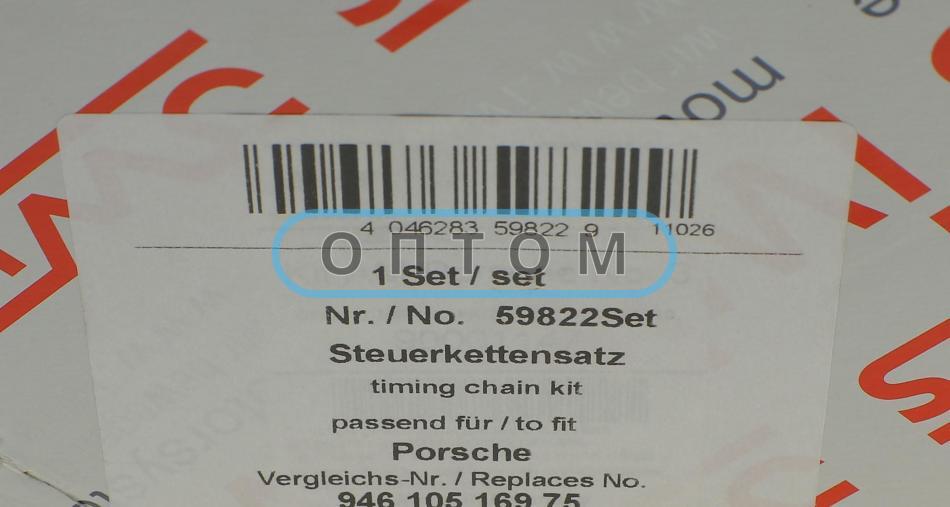 4 046283 59822 9 11026
ОПТОМ
1 Set / set
Nr. / No. 59822Set
Steuerkettensatz
timing chain kit
passend für / to fit
Porsche
Vergleichs-Nr. / Replaces No.
946 105 169 75